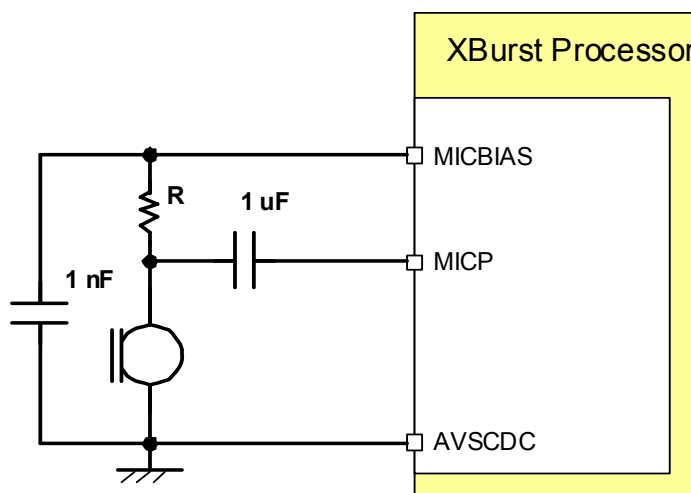 XBurst Processor
MICBIAS
R
1 uF
MICP
1 nF
AVSCDC